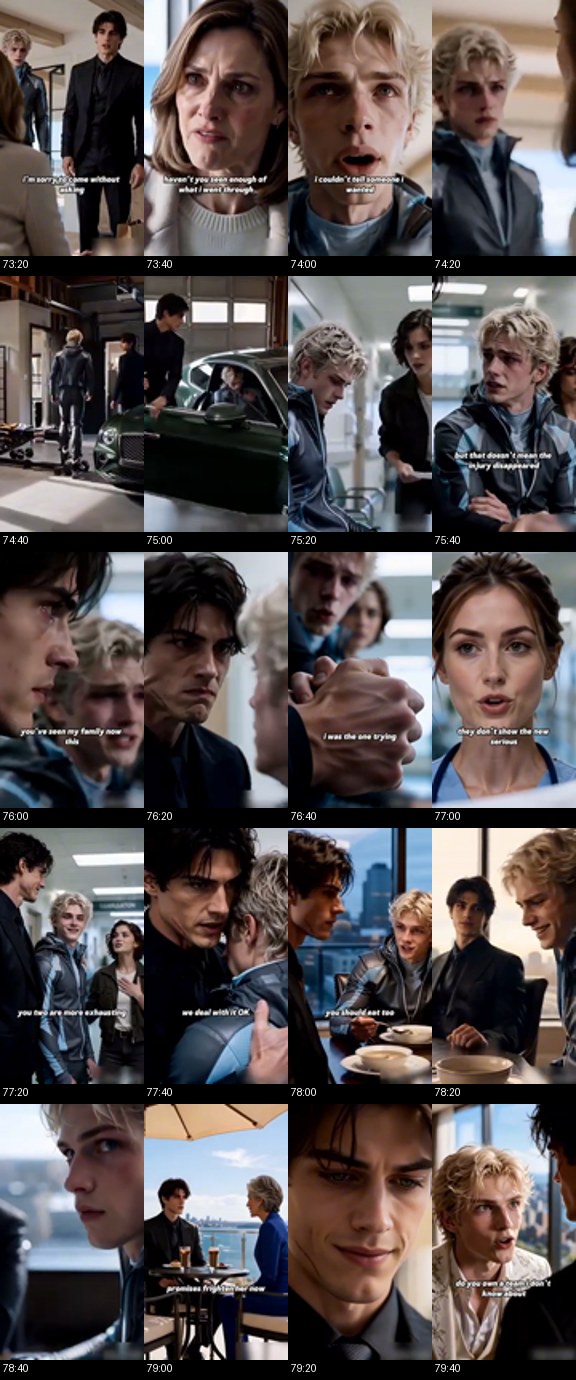 i'm sorry to come without
asking
haven't you seen enough of
what i went through
i couldn't tell someone i
wanted
73:20
73:40
74:00
74:20
but that doesn't mean the
injury disappeared
74:40
75:00
75:20
75:40
you've seen my family now
this
i was the one trying
they don't show the new
serious
76:00
76:20
76:40
77:00
you two are more exhausting
we deal with it OK
you should eat too
77:20
77:40
78:00
78:20
promises frighten her now
do you own a team i don't
know about
78:40
79:00
79:20
79:40